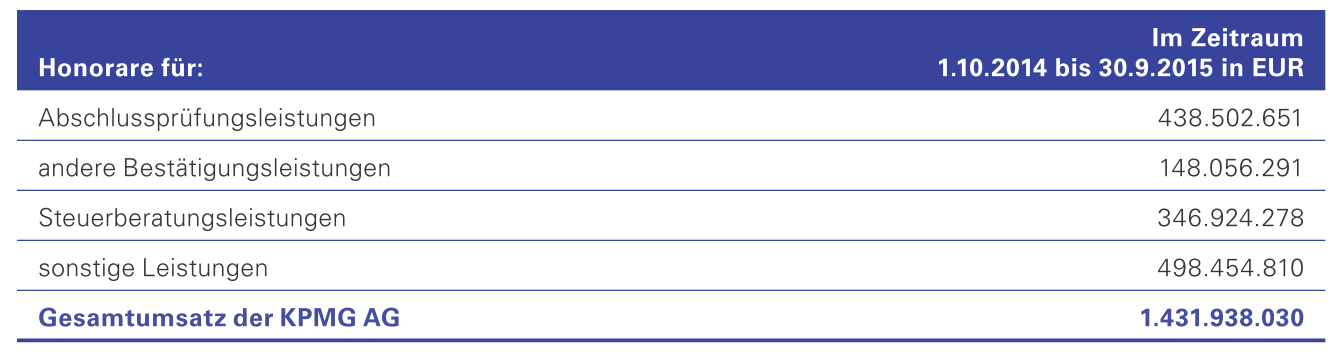 Im Zeitraum
Honorare für: 1.10.2014 bis 30.9.2015 in EUR
Abschlussprüfungsleistungen 438.502.651
andere Bestätigungsleistungen 148.056.291
Steuerberatungsleistungen 346.924.278
sonstige Leistungen 498.454.810
Gesamtumsatz der KPMG AG 1.431.938.030